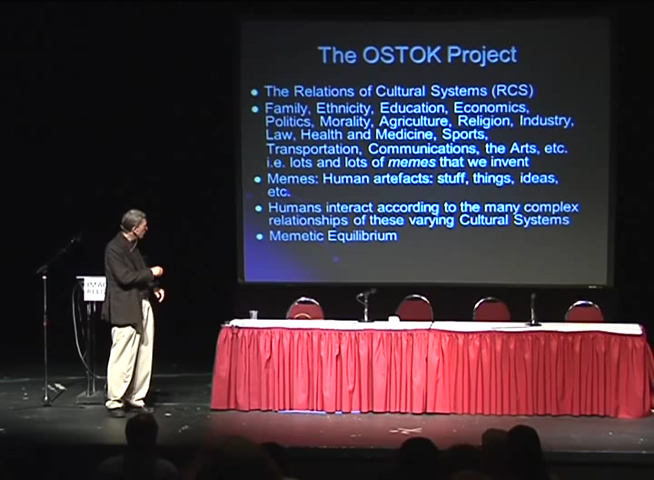 The OSTOK Project
The Relations of Cultural Systems (RCS)
Family, Ethnicity, Education, Economics,
Politics, Morality, Agriculture, Religion, Industry,
Law, Health and Medicine, Sports,
Transportation, Communications, the Arts, etc.
i.e. lots and lots of memes that we invent
Memes: Human artefacts: stuff, things, ideas,
etc.
Humans interact according to the many complex
relationships of these varying Cultural Systems
Memetic Equilibrium